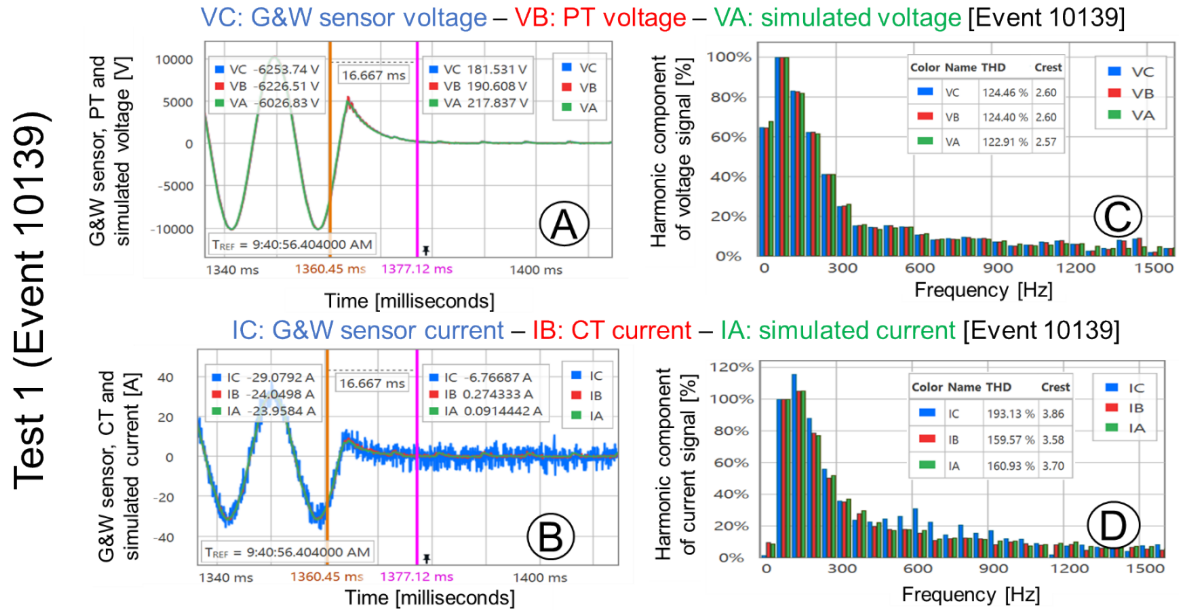 VC: G&W sensor voltage – VB: PT voltage – VA: simulated voltage [Event 10139]
Test 1 (Event 10139)
G&W sensor, PT and
simulated voltage [V]
10000
5000
0
-5000
-10000
VC -6253.74 V
VB -6226.51 V
VA -6026.83 V
16.667 ms
VC 181.531 V
VB 190.608 V
VA 217.837 V
VC
VB
VA
A
TREF = 9:40:56.404000 AM
1340 ms
1360.45 ms
1377.12 ms
1400 ms
Time [milliseconds]
Harmonic component
of voltage signal [%]
100%
80%
60%
40%
20%
0%
Color Name THD Crest
VC 124.46 % 2.60
VB 124.40 % 2.60
VA 122.91 % 2.57
VC
VB
VA
C
0 300 600 900 1200 1500
Frequency [Hz]
IC: G&W sensor current – IB: CT current – IA: simulated current [Event 10139]
G&W sensor, CT and
simulated current [A]
40
20
0
-20
-40
IC -29.0792 A
IB -24.0498 A
IA -23.9584 A
16.667 ms
IC -6.76687 A
IB 0.274333 A
IA 0.0914442 A
IC
IB
IA
B
TREF = 9:40:56.404000 AM
1340 ms
1360.45 ms
1377.12 ms
1400 ms
Time [milliseconds]
Harmonic component
of current signal [%]
120%
100%
80%
60%
40%
20%
0%
Color Name THD Crest
IC 193.13 % 3.86
IB 159.57 % 3.58
IA 160.93 % 3.70
IC
IB
IA
D
0 300 600 900 1200 1500
Frequency [Hz]